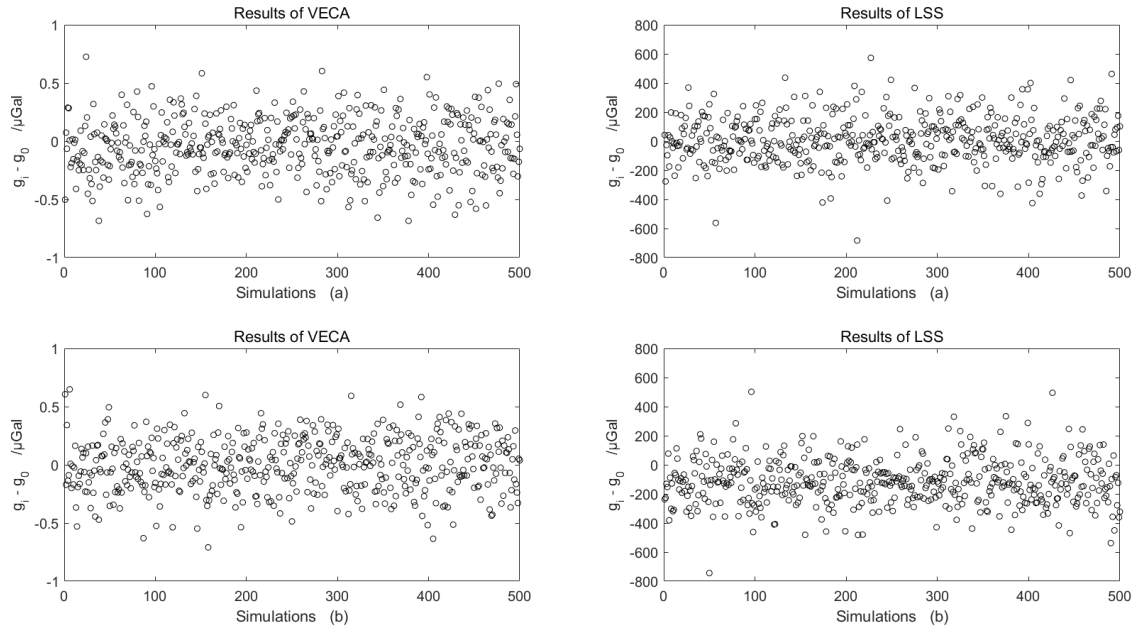 Results of VECA
1
0.5
0
-0.5
-1
g_i - g_0 /μGal
0 100 200 300 400 500
Simulations (a)
Results of LSS
800
600
400
200
0
-200
-400
-600
-800
g_i - g_0 /μGal
0 100 200 300 400 500
Simulations (a)
Results of VECA
1
0.5
0
-0.5
-1
g_i - g_0 /μGal
0 100 200 300 400 500
Simulations (b)
Results of LSS
800
600
400
200
0
-200
-400
-600
-800
g_i - g_0 /μGal
0 100 200 300 400 500
Simulations (b)